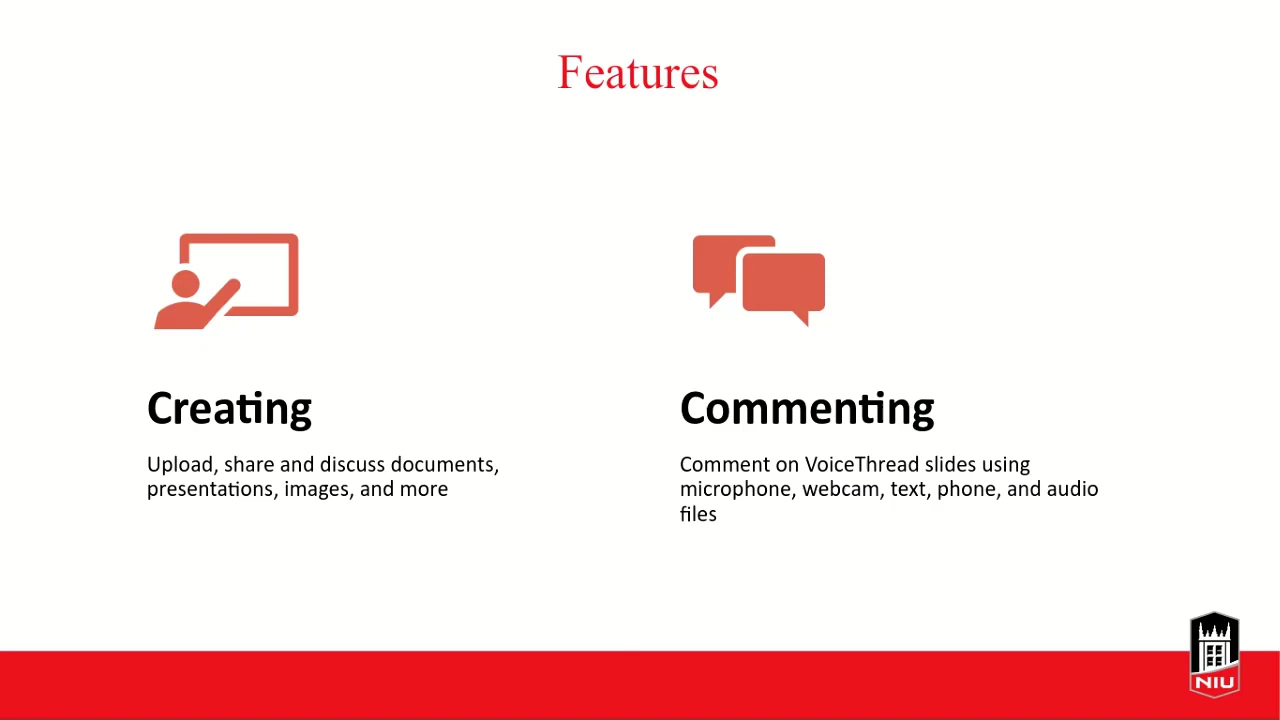 Features
Creating
Upload, share and discuss documents,
presentations, images, and more
Commenting
Comment on VoiceThread slides using
microphone, webcam, text, phone, and audio
files
NIU